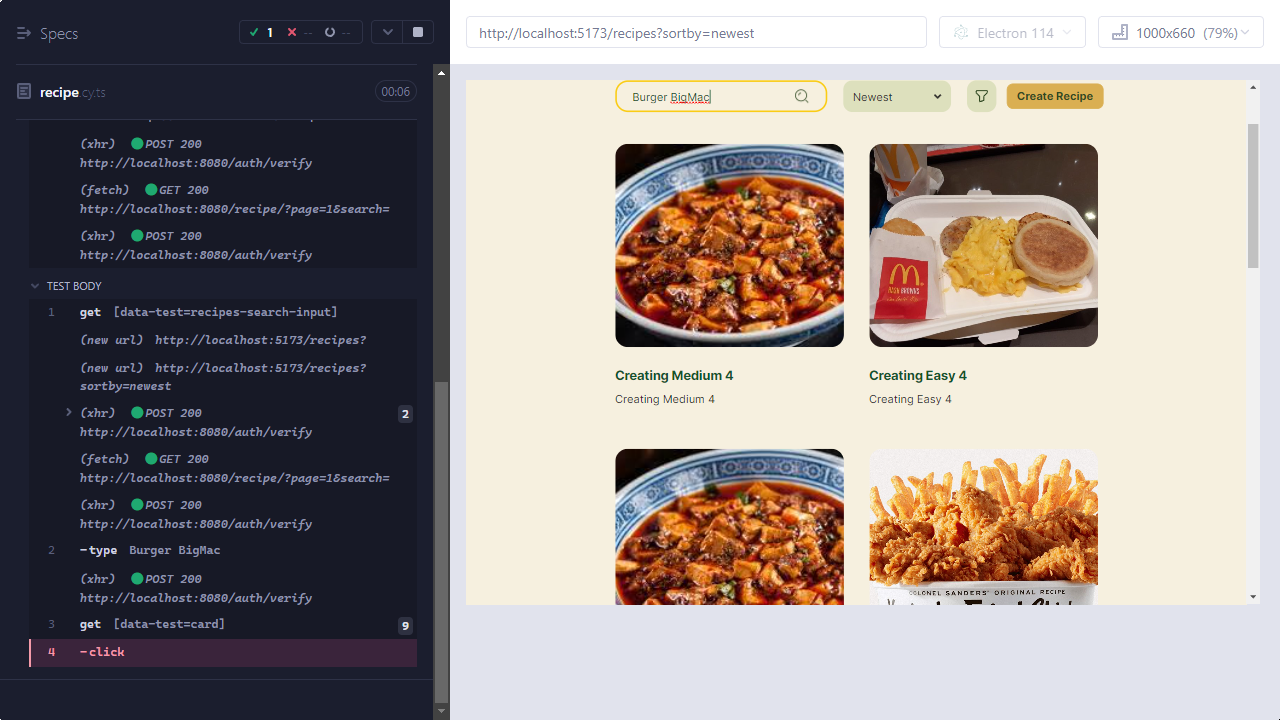 Specs
1
--
--
recipe.cy.ts
00:06
(xhr) POST 200
http://localhost:8080/auth/verify
(fetch) GET 200
http://localhost:8080/recipe/?page=1&search=
(xhr) POST 200
http://localhost:8080/auth/verify
TEST BODY
1 get [data-test=recipes-search-input]
(new url) http://localhost:5173/recipes?
(new url) http://localhost:5173/recipes?
sortby=newest
(xhr) POST 200
2
http://localhost:8080/auth/verify
(fetch) GET 200
http://localhost:8080/recipe/?page=1&search=
(xhr) POST 200
http://localhost:8080/auth/verify
2 -type Burger BigMac
(xhr) POST 200
http://localhost:8080/auth/verify
3 get [data-test=card] 9
4 -click
http://localhost:5173/recipes?sortby=newest
Electron 114
1000x660 (79%)
Burger BigMac
Newest
Create Recipe
Creating Medium 4
Creating Medium 4
Creating Easy 4
Creating Easy 4
COLONEL SANDERS' ORIGINAL RECIPE